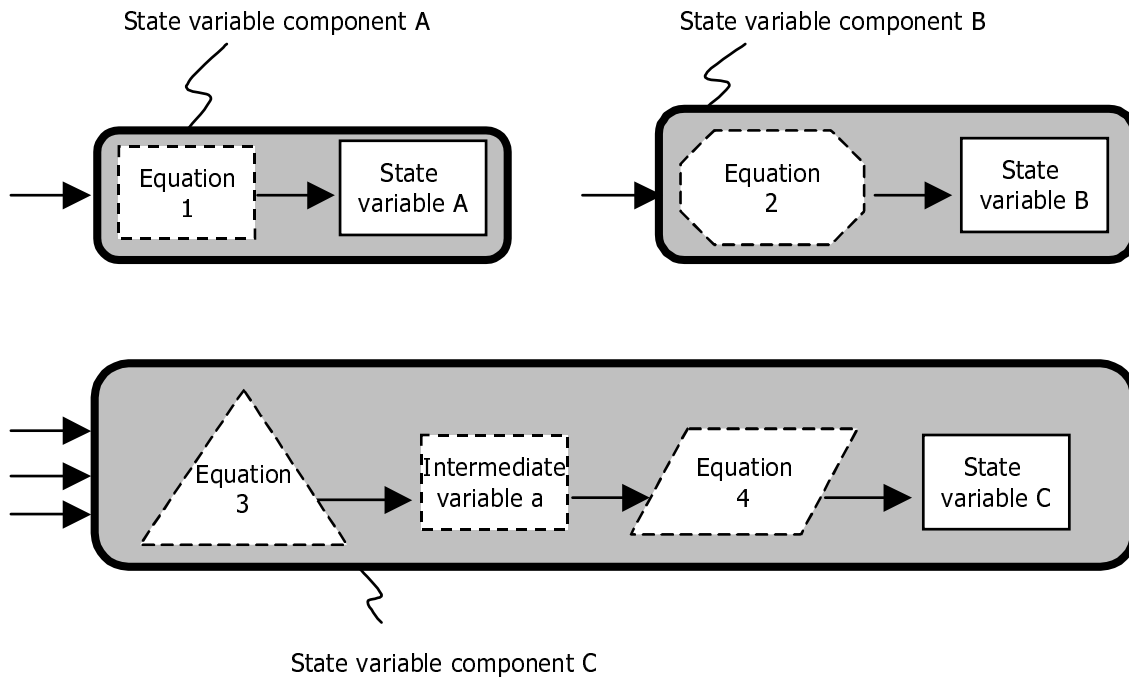 State variable component A
State variable component B
Equation
1
State
variable A
Equation
2
State
variable B
Equation
3
Intermediate
variable a
Equation
4
State
variable C
State variable component C